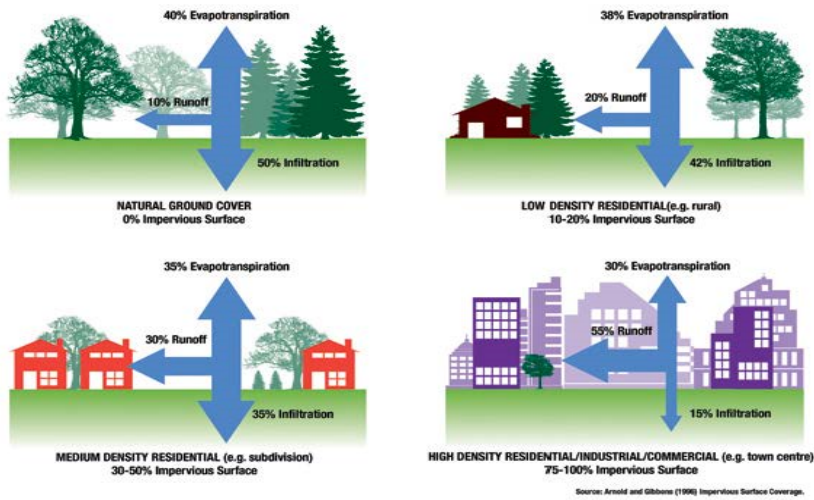 40% Evapotranspiration
10% Runoff
50% Infiltration
NATURAL GROUND COVER
0% Impervious Surface
38% Evapotranspiration
20% Runoff
42% Infiltration
LOW DENSITY RESIDENTIAL(e.g. rural)
10-20% Impervious Surface
35% Evapotranspiration
30% Runoff
35% Infiltration
MEDIUM DENSITY RESIDENTIAL (e.g. subdivision)
30-50% Impervious Surface
30% Evapotranspiration
55% Runoff
15% Infiltration
HIGH DENSITY RESIDENTIAL/INDUSTRIAL/COMMERCIAL (e.g. town centre)
75-100% Impervious Surface
Source: Arnold and Gibbons (1996) Impervious Surface Coverage.